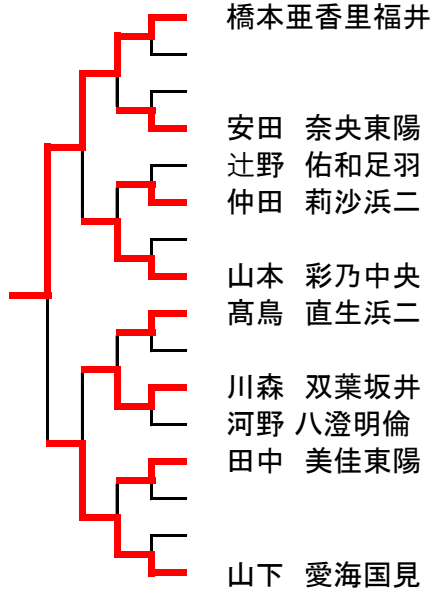 橋本亜香里福井
安田 奈央東陽
辻野 佑和足羽
仲田 莉沙浜二
山本 彩乃中央
髙鳥 直生浜二
川森 双葉坂井
河野 八澄明倫
田中 美佳東陽
山下 愛海国見